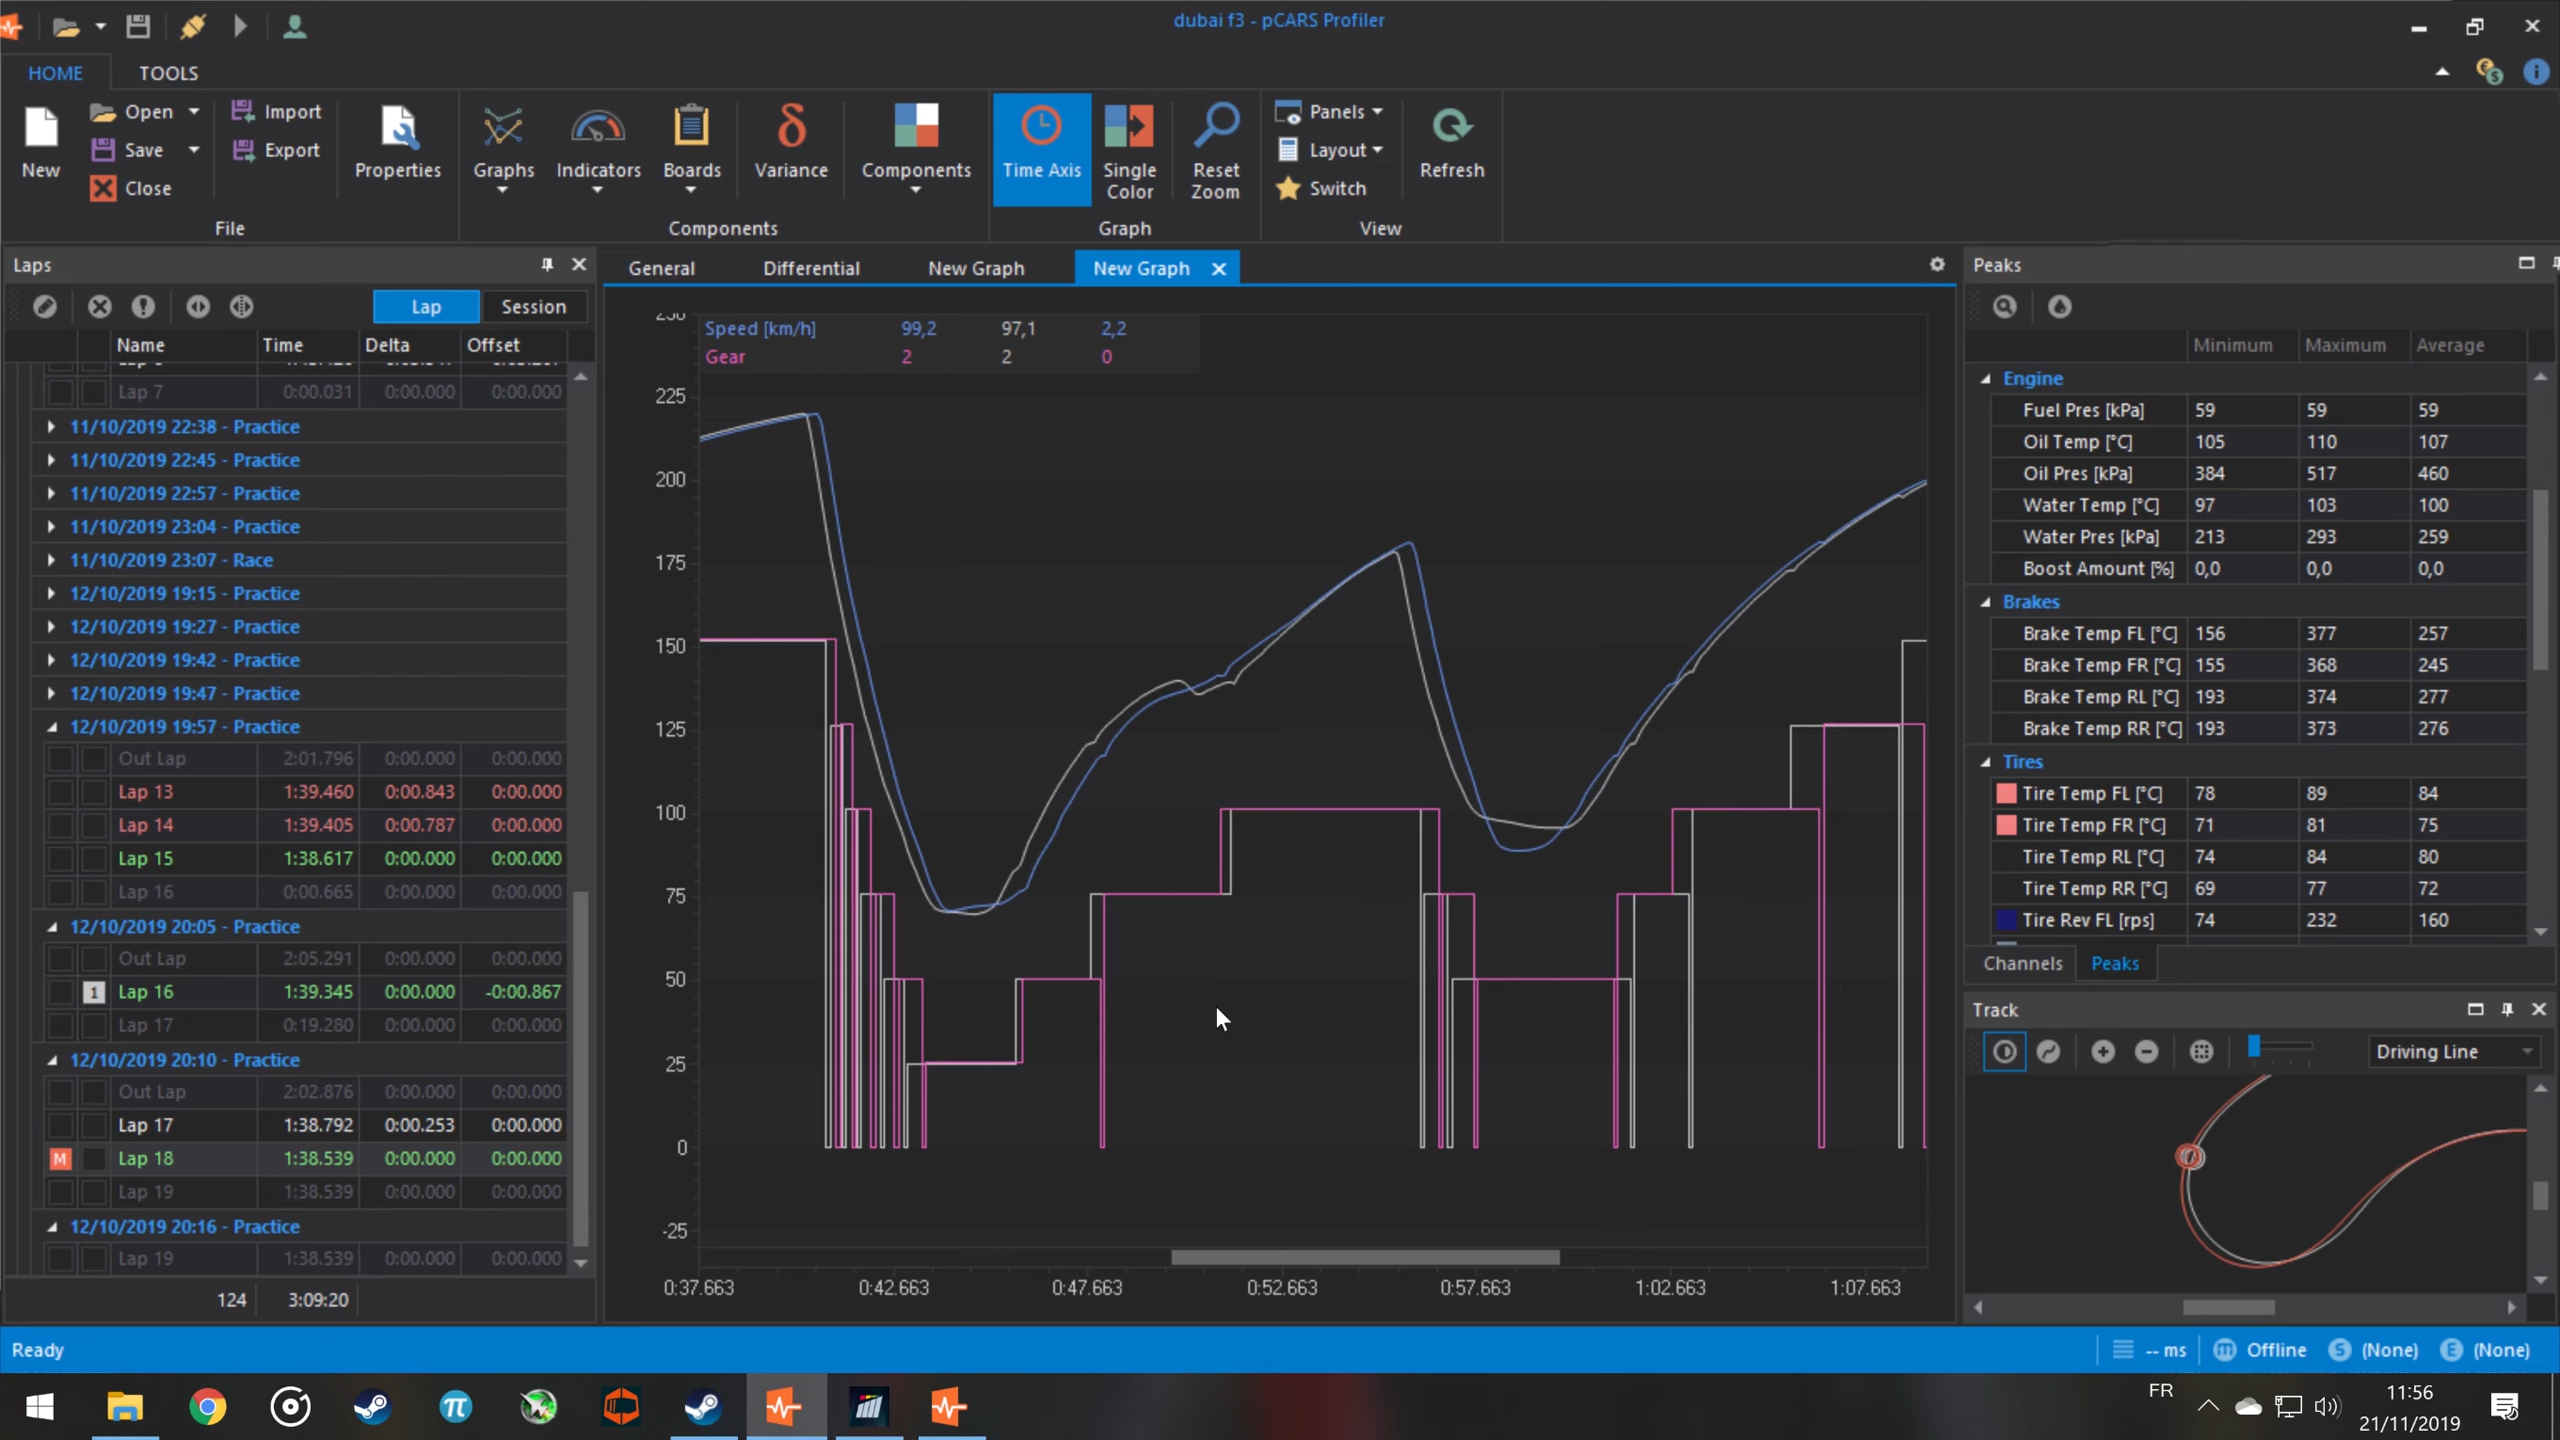 dubai f3 - pCARS Profiler
HOME TOOLS
New
Open
Save
Close
Import
Export
File
Properties
Graphs
Indicators
Boards
Variance
Components
Components
Time Axis
Single Color
Reset Zoom
Graph
Panels
Layout
Switch
View
Refresh
Laps
Lap Session
Name Time Delta Offset
Lap 7 0:00.031 0:00.000 0:00.000
11/10/2019 22:38 - Practice
11/10/2019 22:45 - Practice
11/10/2019 22:57 - Practice
11/10/2019 23:04 - Practice
11/10/2019 23:07 - Race
12/10/2019 19:15 - Practice
12/10/2019 19:27 - Practice
12/10/2019 19:42 - Practice
12/10/2019 19:47 - Practice
12/10/2019 19:57 - Practice
Out Lap 2:01.796 0:00.000 0:00.000
Lap 13 1:39.460 0:00.843 0:00.000
Lap 14 1:39.405 0:00.787 0:00.000
Lap 15 1:38.617 0:00.000 0:00.000
Lap 16 0:00.665 0:00.000 0:00.000
12/10/2019 20:05 - Practice
Out Lap 2:05.291 0:00.000 0:00.000
1 Lap 16 1:39.345 0:00.000 -0:00.867
Lap 17 0:19.280 0:00.000 0:00.000
12/10/2019 20:10 - Practice
Out Lap 2:02.876 0:00.000 0:00.000
Lap 17 1:38.792 0:00.253 0:00.000
M Lap 18 1:38.539 0:00.000 0:00.000
Lap 19 1:38.539 0:00.000 0:00.000
12/10/2019 20:16 - Practice
Lap 19 1:38.539 0:00.000 0:00.000
124 3:09:20
General Differential New Graph New Graph
Speed [km/h] 99,2 97,1 2,2
Gear 2 2 0
225
200
175
150
125
100
75
50
25
0
-25
0:37.663 0:42.663 0:47.663 0:52.663 0:57.663 1:02.663 1:07.663
Peaks
Minimum Maximum Average
Engine
Fuel Pres [kPa] 59 59 59
Oil Temp [°C] 105 110 107
Oil Pres [kPa] 384 517 460
Water Temp [°C] 97 103 100
Water Pres [kPa] 213 293 259
Boost Amount [%] 0,0 0,0 0,0
Brakes
Brake Temp FL [°C] 156 377 257
Brake Temp FR [°C] 155 368 245
Brake Temp RL [°C] 193 374 277
Brake Temp RR [°C] 193 373 276
Tires
Tire Temp FL [°C] 78 89 84
Tire Temp FR [°C] 71 81 75
Tire Temp RL [°C] 74 84 80
Tire Temp RR [°C] 69 77 72
Tire Rev FL [rps] 74 232 160
Channels Peaks
Track
Driving Line
Ready
-- ms Offline (None) (None)
FR
11:56
21/11/2019